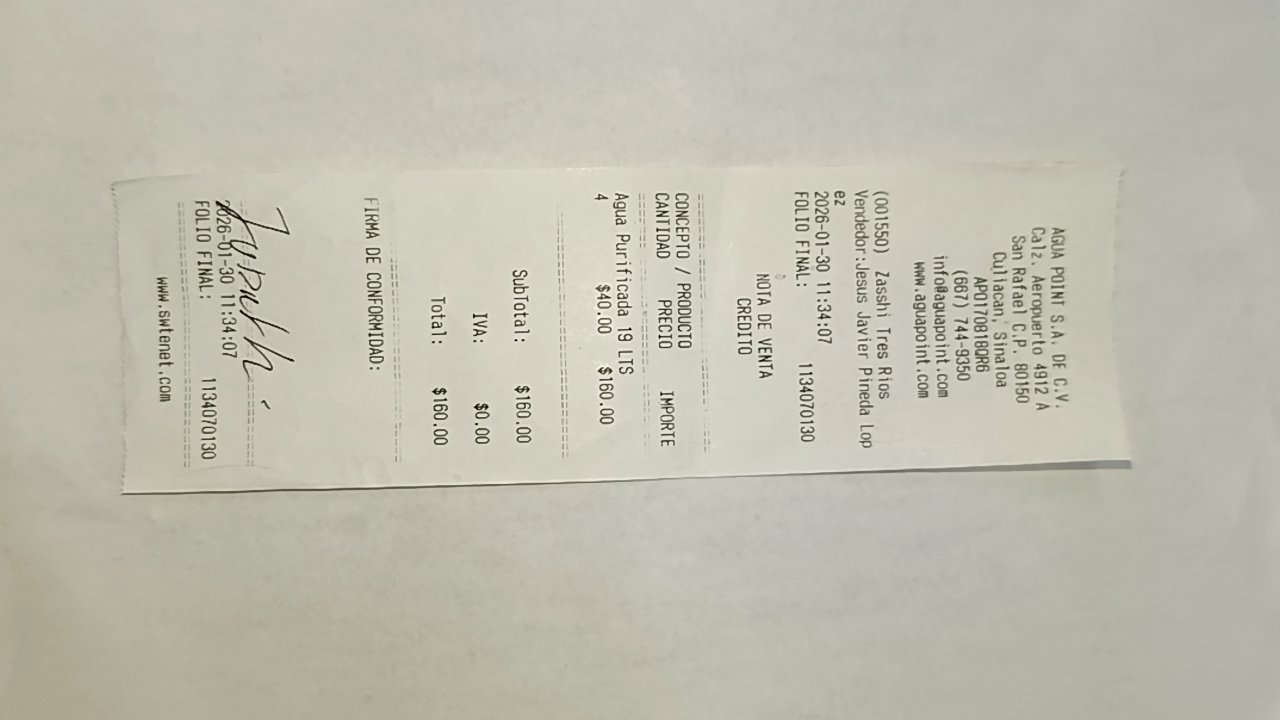 AGUA POINT S.A. DE C.V.
Calz. Aeropuerto 4912 A
San Rafael C.P. 80150
Culiacan, Sinaloa
APO170818QR6
(667) 744-9350
info@aguapoint.com
www.aguapoint.com
(001550) Zasshi Tres Rios
Vendedor:Jesus Javier Pineda Lop
ez
2026-01-30 11:34:07
FOLIO FINAL: 1134070130
NOTA DE VENTA
CREDITO
CONCEPTO / PRODUCTO
CANTIDAD PRECIO IMPORTE
Agua Purificada 19 LTS
4 $40.00 $160.00
SubTotal: $160.00
IVA: $0.00
Total: $160.00
FIRMA DE CONFORMIDAD:
2026-01-30 11:34:07
FOLIO FINAL: 1134070130
www.swtenet.com